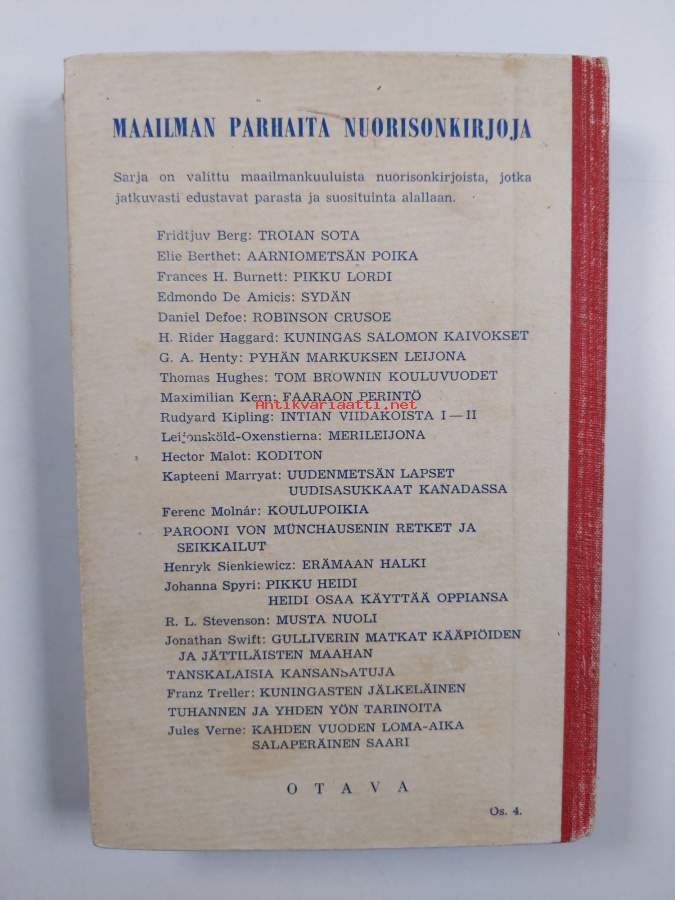 MAAILMAN PARHAITA NUORISONKIRJOJA
Sarja on valittu maailmankuuluista nuorisonkirjoista, jotka
jatkuvasti edustavat parasta ja suosituinta alallaan.
Fridtjuv Berg: TROIAN SOTA
Elie Berthet: AARNIOMETSÄN POIKA
Frances H. Burnett: PIKKU LORDI
Edmondo De Amicis: SYDÄN
Daniel Defoe: ROBINSON CRUSOE
H. Rider Haggard: KUNINGAS SALOMON KAIVOKSET
G. A. Henty: PYHÄN MARKUKSEN LEIJONA
Thomas Hughes: TOM BROWNIN KOULUVUODET
Maximilian Kern: FAARAON PERINTÖ
Antikvariaatti.net
Rudyard Kipling: INTIAN VIIDAKOISTA I—II
Leijonsköld-Oxenstierna: MERILEIJONA
Hector Malot: KODITON
Kapteeni Marryat: UUDENMETSÄN LAPSET
UUDISASUKKAAT KANADASSA
Ferenc Molnár: KOULUPOIKIA
PAROONI VON MÜNCHAUSENIN RETKET JA
SEIKKAILUT
Henryk Sienkiewicz: ERÄMAAN HALKI
Johanna Spyri: PIKKU HEIDI
HEIDI OSAA KÄYTTÄÄ OPPIANSA
R. L. Stevenson: MUSTA NUOLI
Jonathan Swift: GULLIVERIN MATKAT KÄÄPIÖIDEN
JA JÄTTILÄISTEN MAAHAN
TANSKALAISIA KANSANSATUJA
Franz Treller: KUNINGASTEN JÄLKELÄINEN
TUHANNEN JA YHDEN YÖN TARINOITA
Jules Verne: KAHDEN VUODEN LOMA-AIKA
SALAPERÄINEN SAARI
OTAVA
Os. 4.